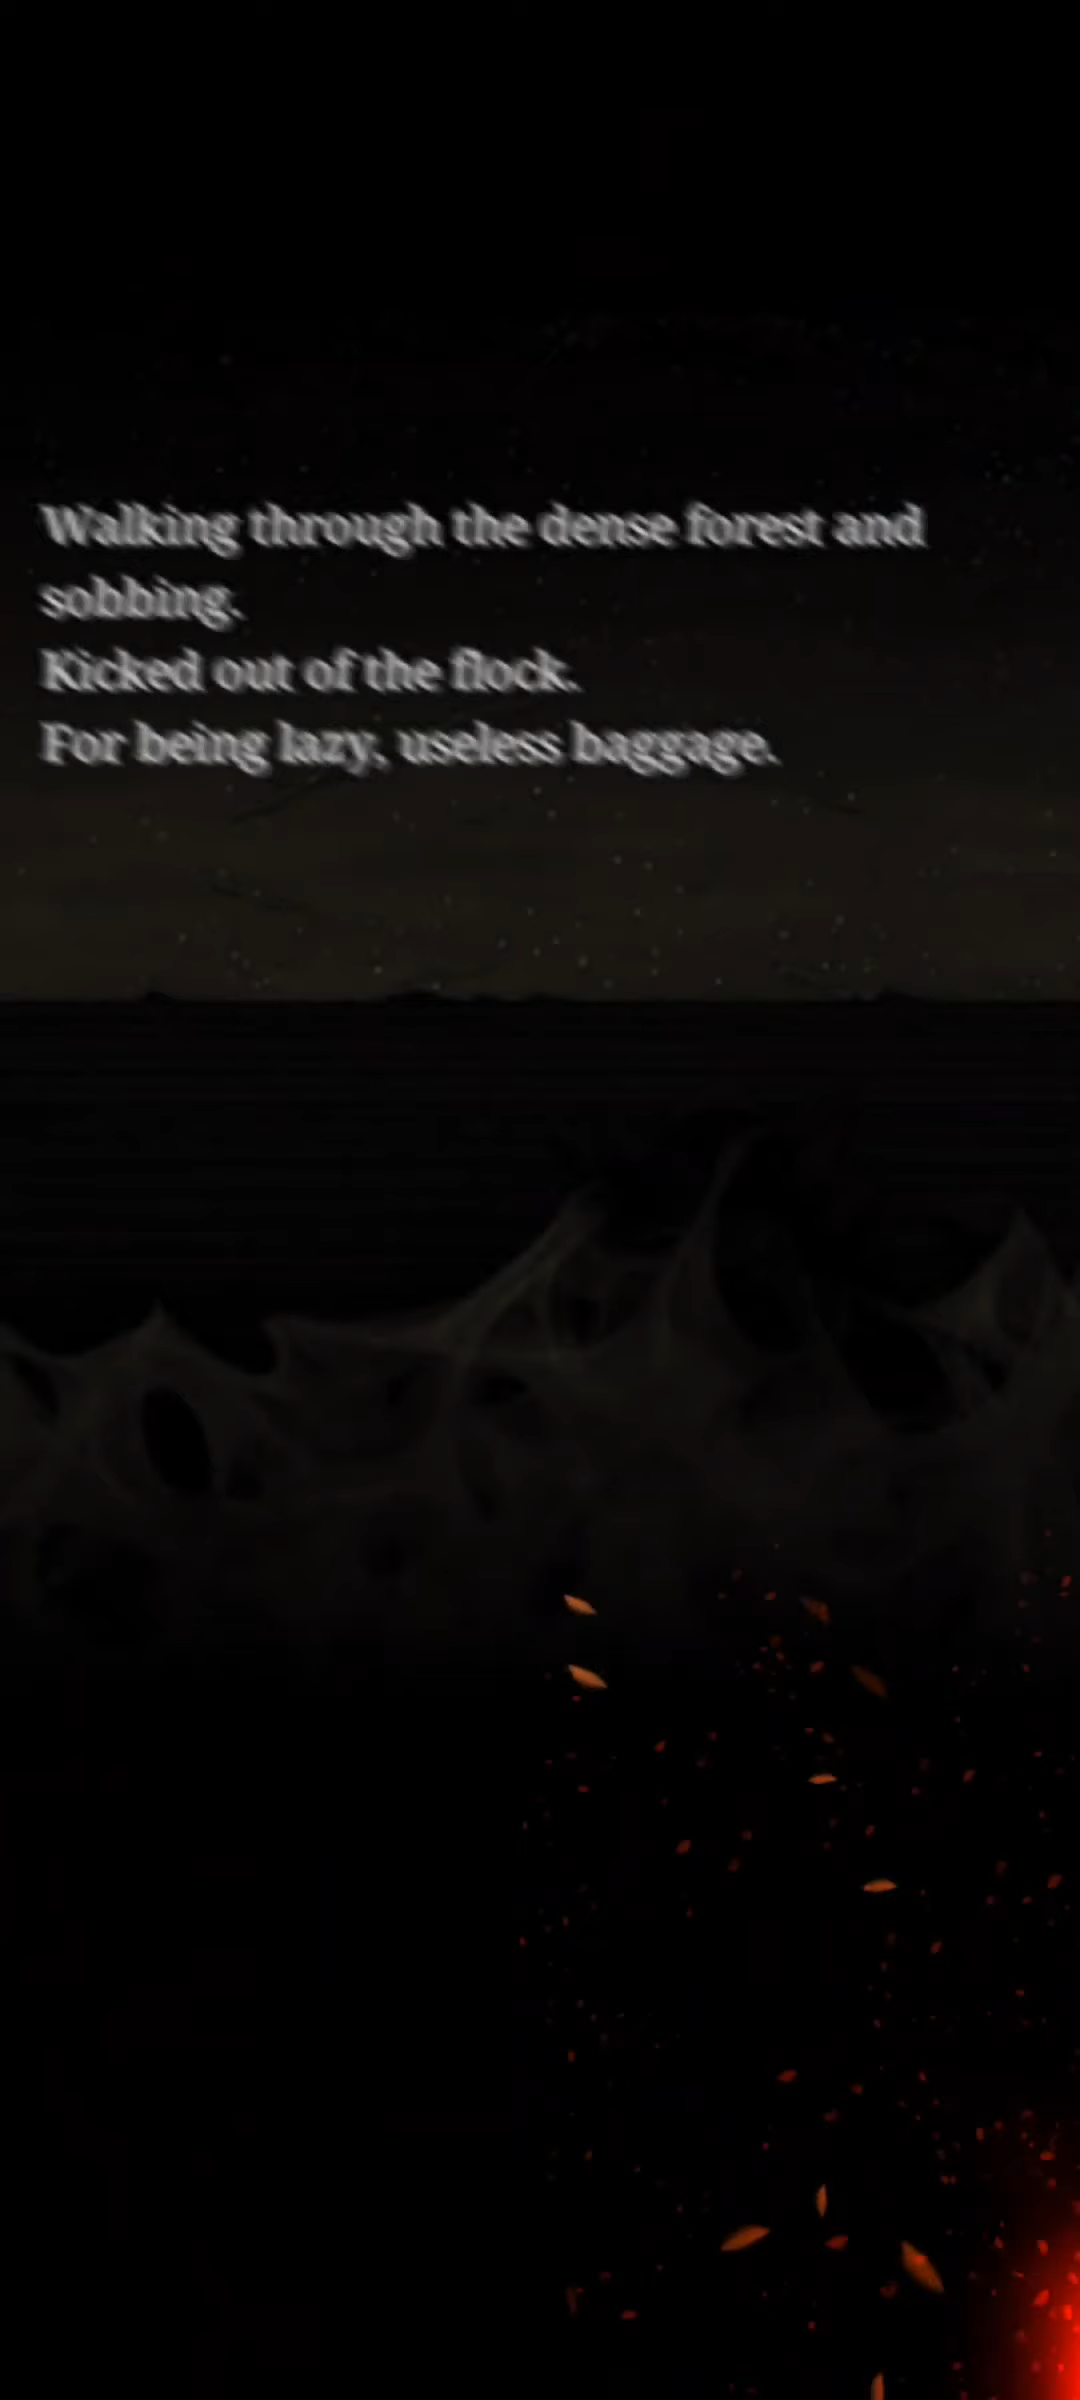 Walking through the dense forest and
sobbing.
Kicked out of the flock.
For being lazy, useless baggage.